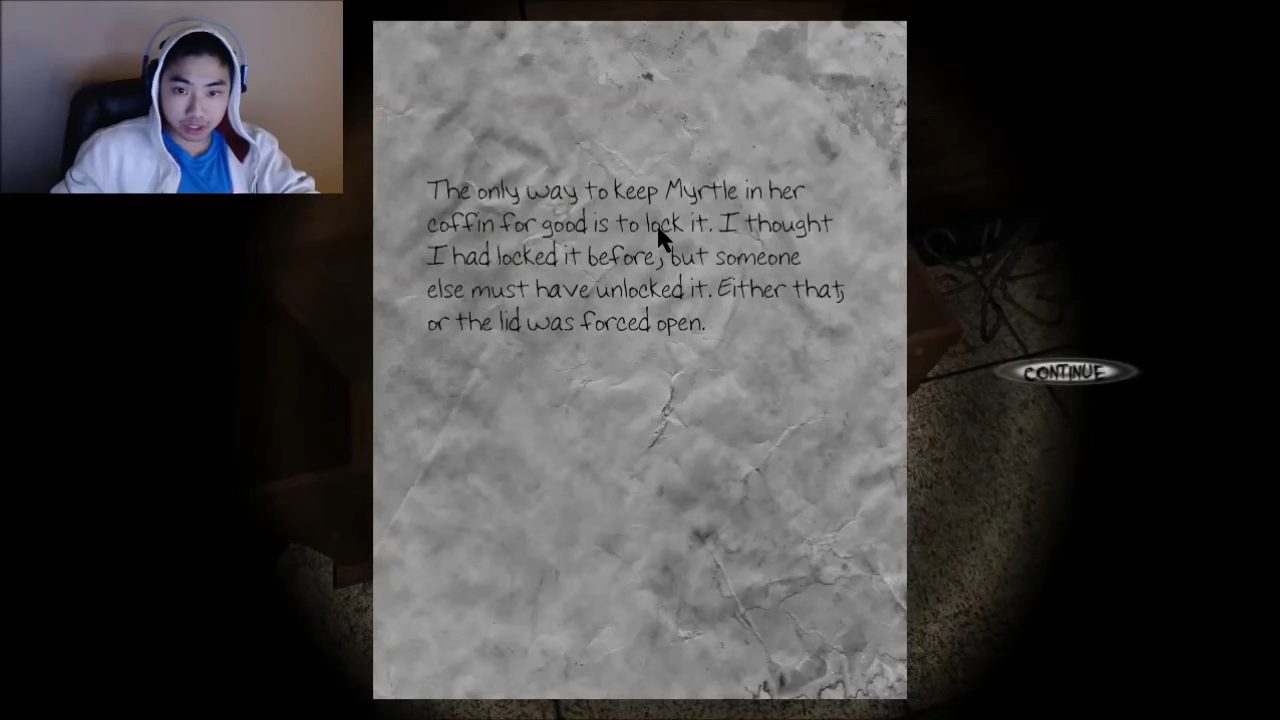 The only way to keep Myrtle in her
coffin for good is to lock it. I thought
I had locked it before, but someone
else must have unlocked it. Either that,
or the lid was forced open.
CONTINUE